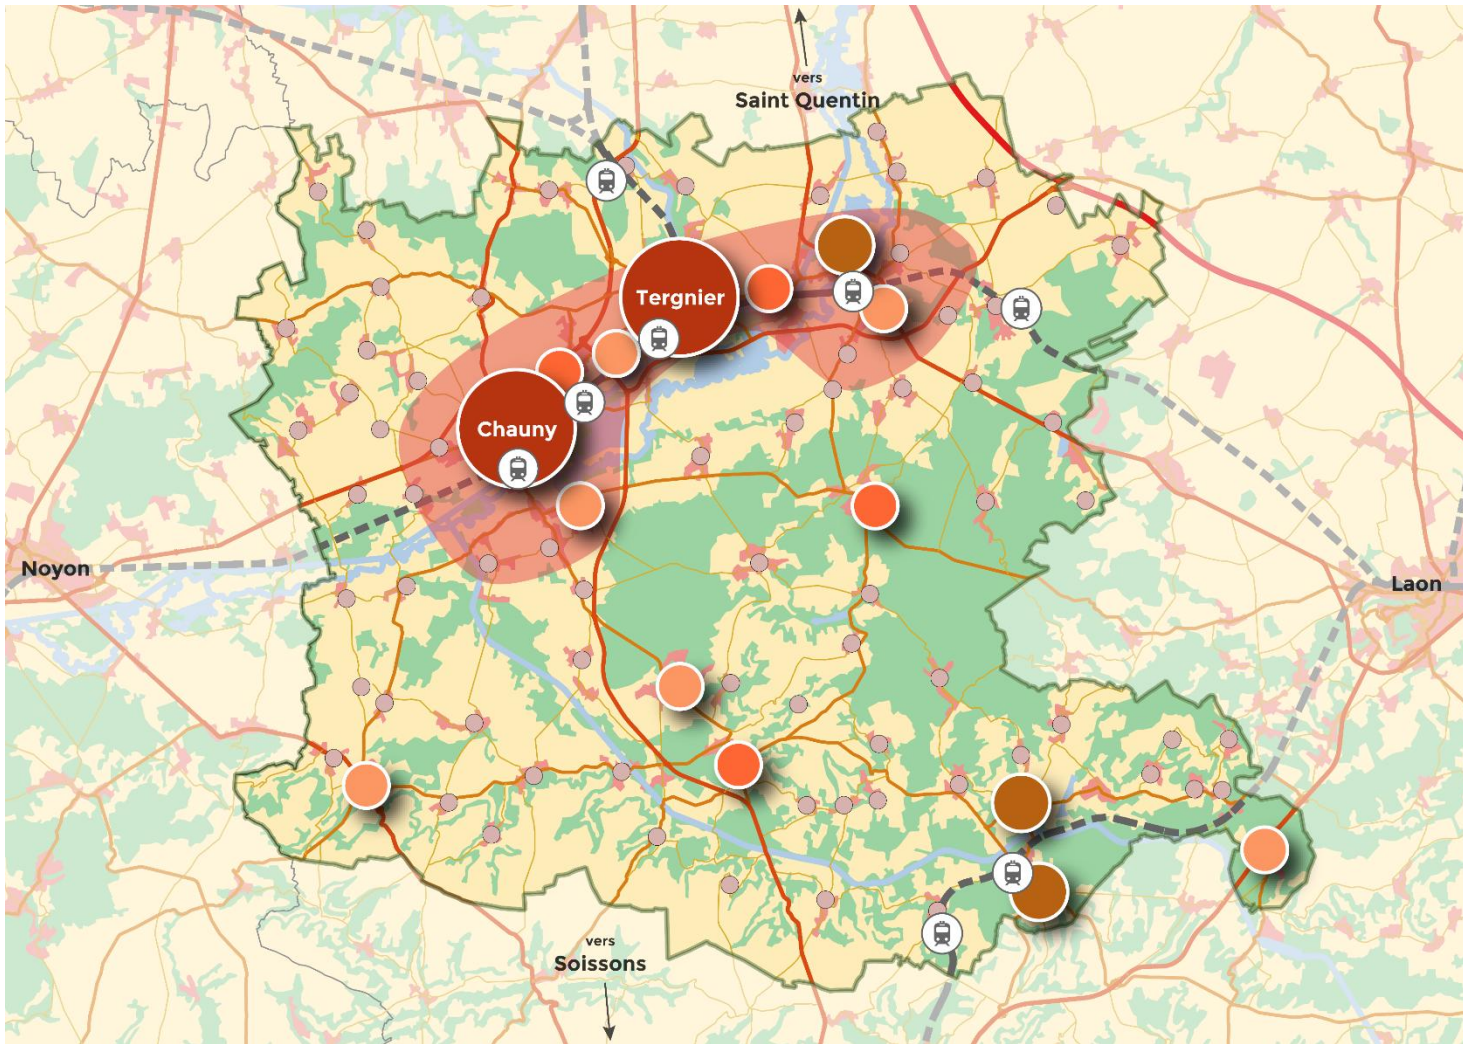 vers
Saint Quentin
Tergnier
Chauny
Noyon
Laon
vers
Soissons